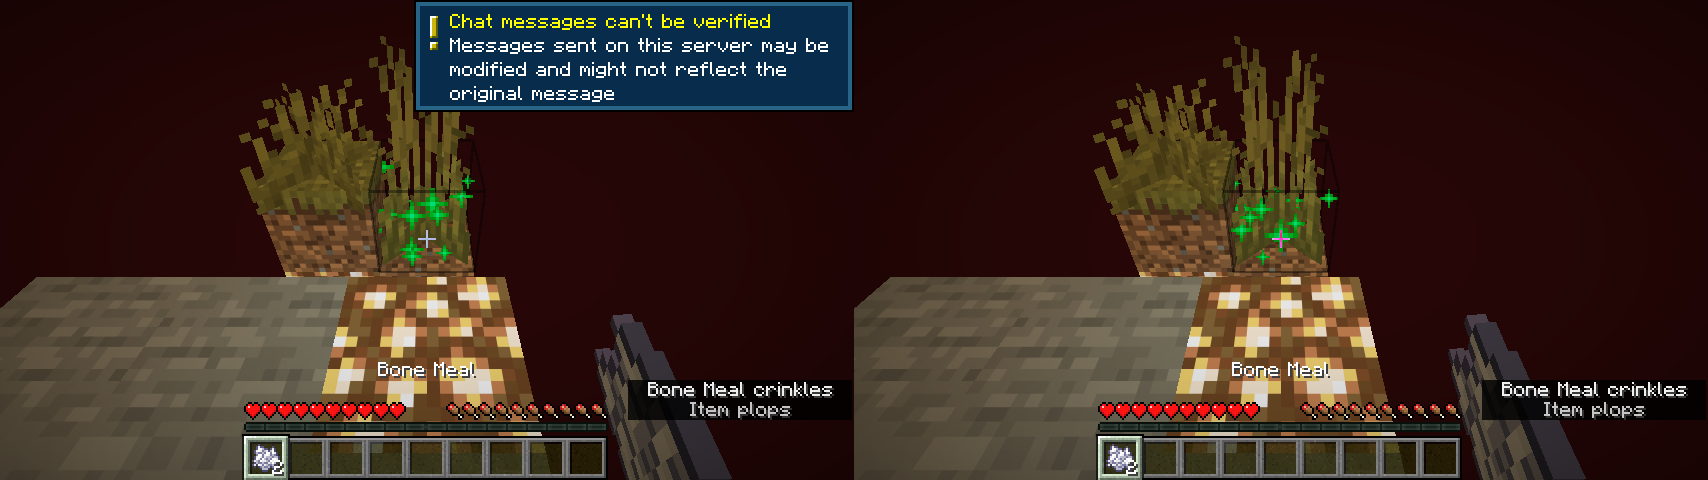 Chat messages can't be verified
Messages sent on this server may be
modified and might not reflect the
original message
Bone Meal
Bone Meal crinkles
Item plops
2
Bone Meal
Bone Meal crinkles
Item plops
2